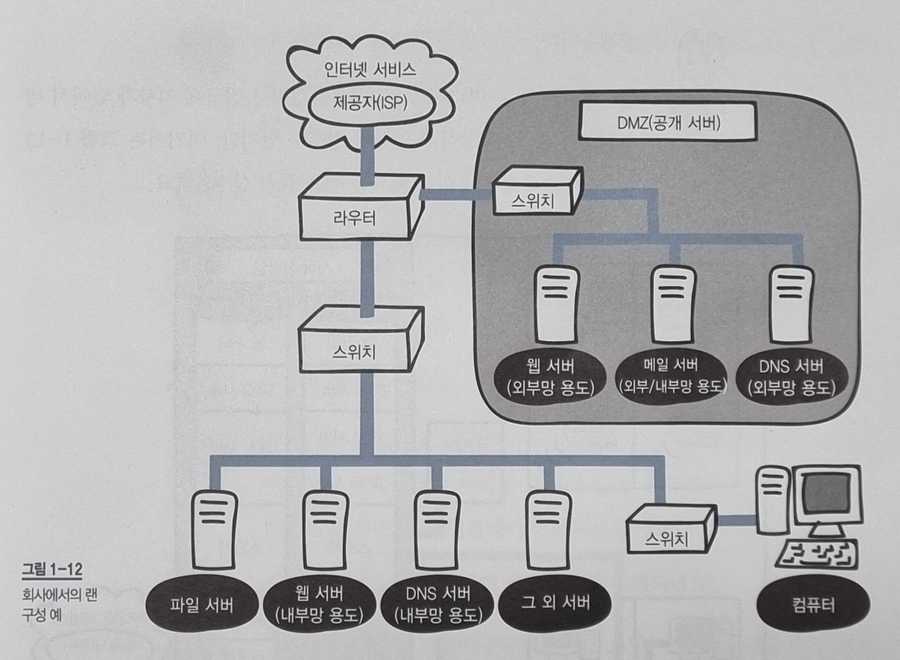 인터넷 서비스
제공자(ISP)
DMZ(공개 서버)
라우터
스위치
스위치
웹 서버
(외부망 용도)
메일 서버
(외부/내부망 용도)
DNS 서버
(외부망 용도)
스위치
그림 1-12
회사에서의 랜
구성 예
파일 서버
웹 서버
(내부망 용도)
DNS 서버
(내부망 용도)
그 외 서버
컴퓨터